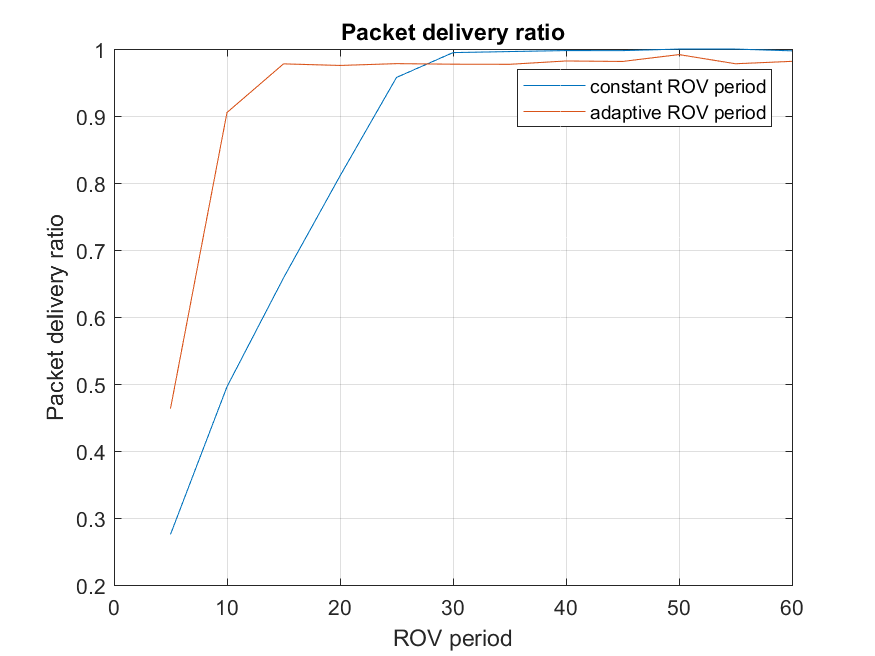 Packet delivery ratio
1
0.9
0.8
0.7
0.6
0.5
0.4
0.3
0.2
Packet delivery ratio
constant ROV period
adaptive ROV period
0 10 20 30 40 50 60
ROV period